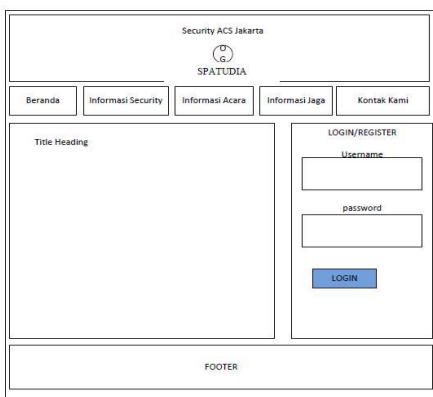 Security ACS Jakarta
O
G
SPATUDIA
Beranda
Informasi Security
Informasi Acara
Informasi Jaga
Kontak Kami
Title Heading
LOGIN/REGISTER
Username
password
LOGIN
FOOTER